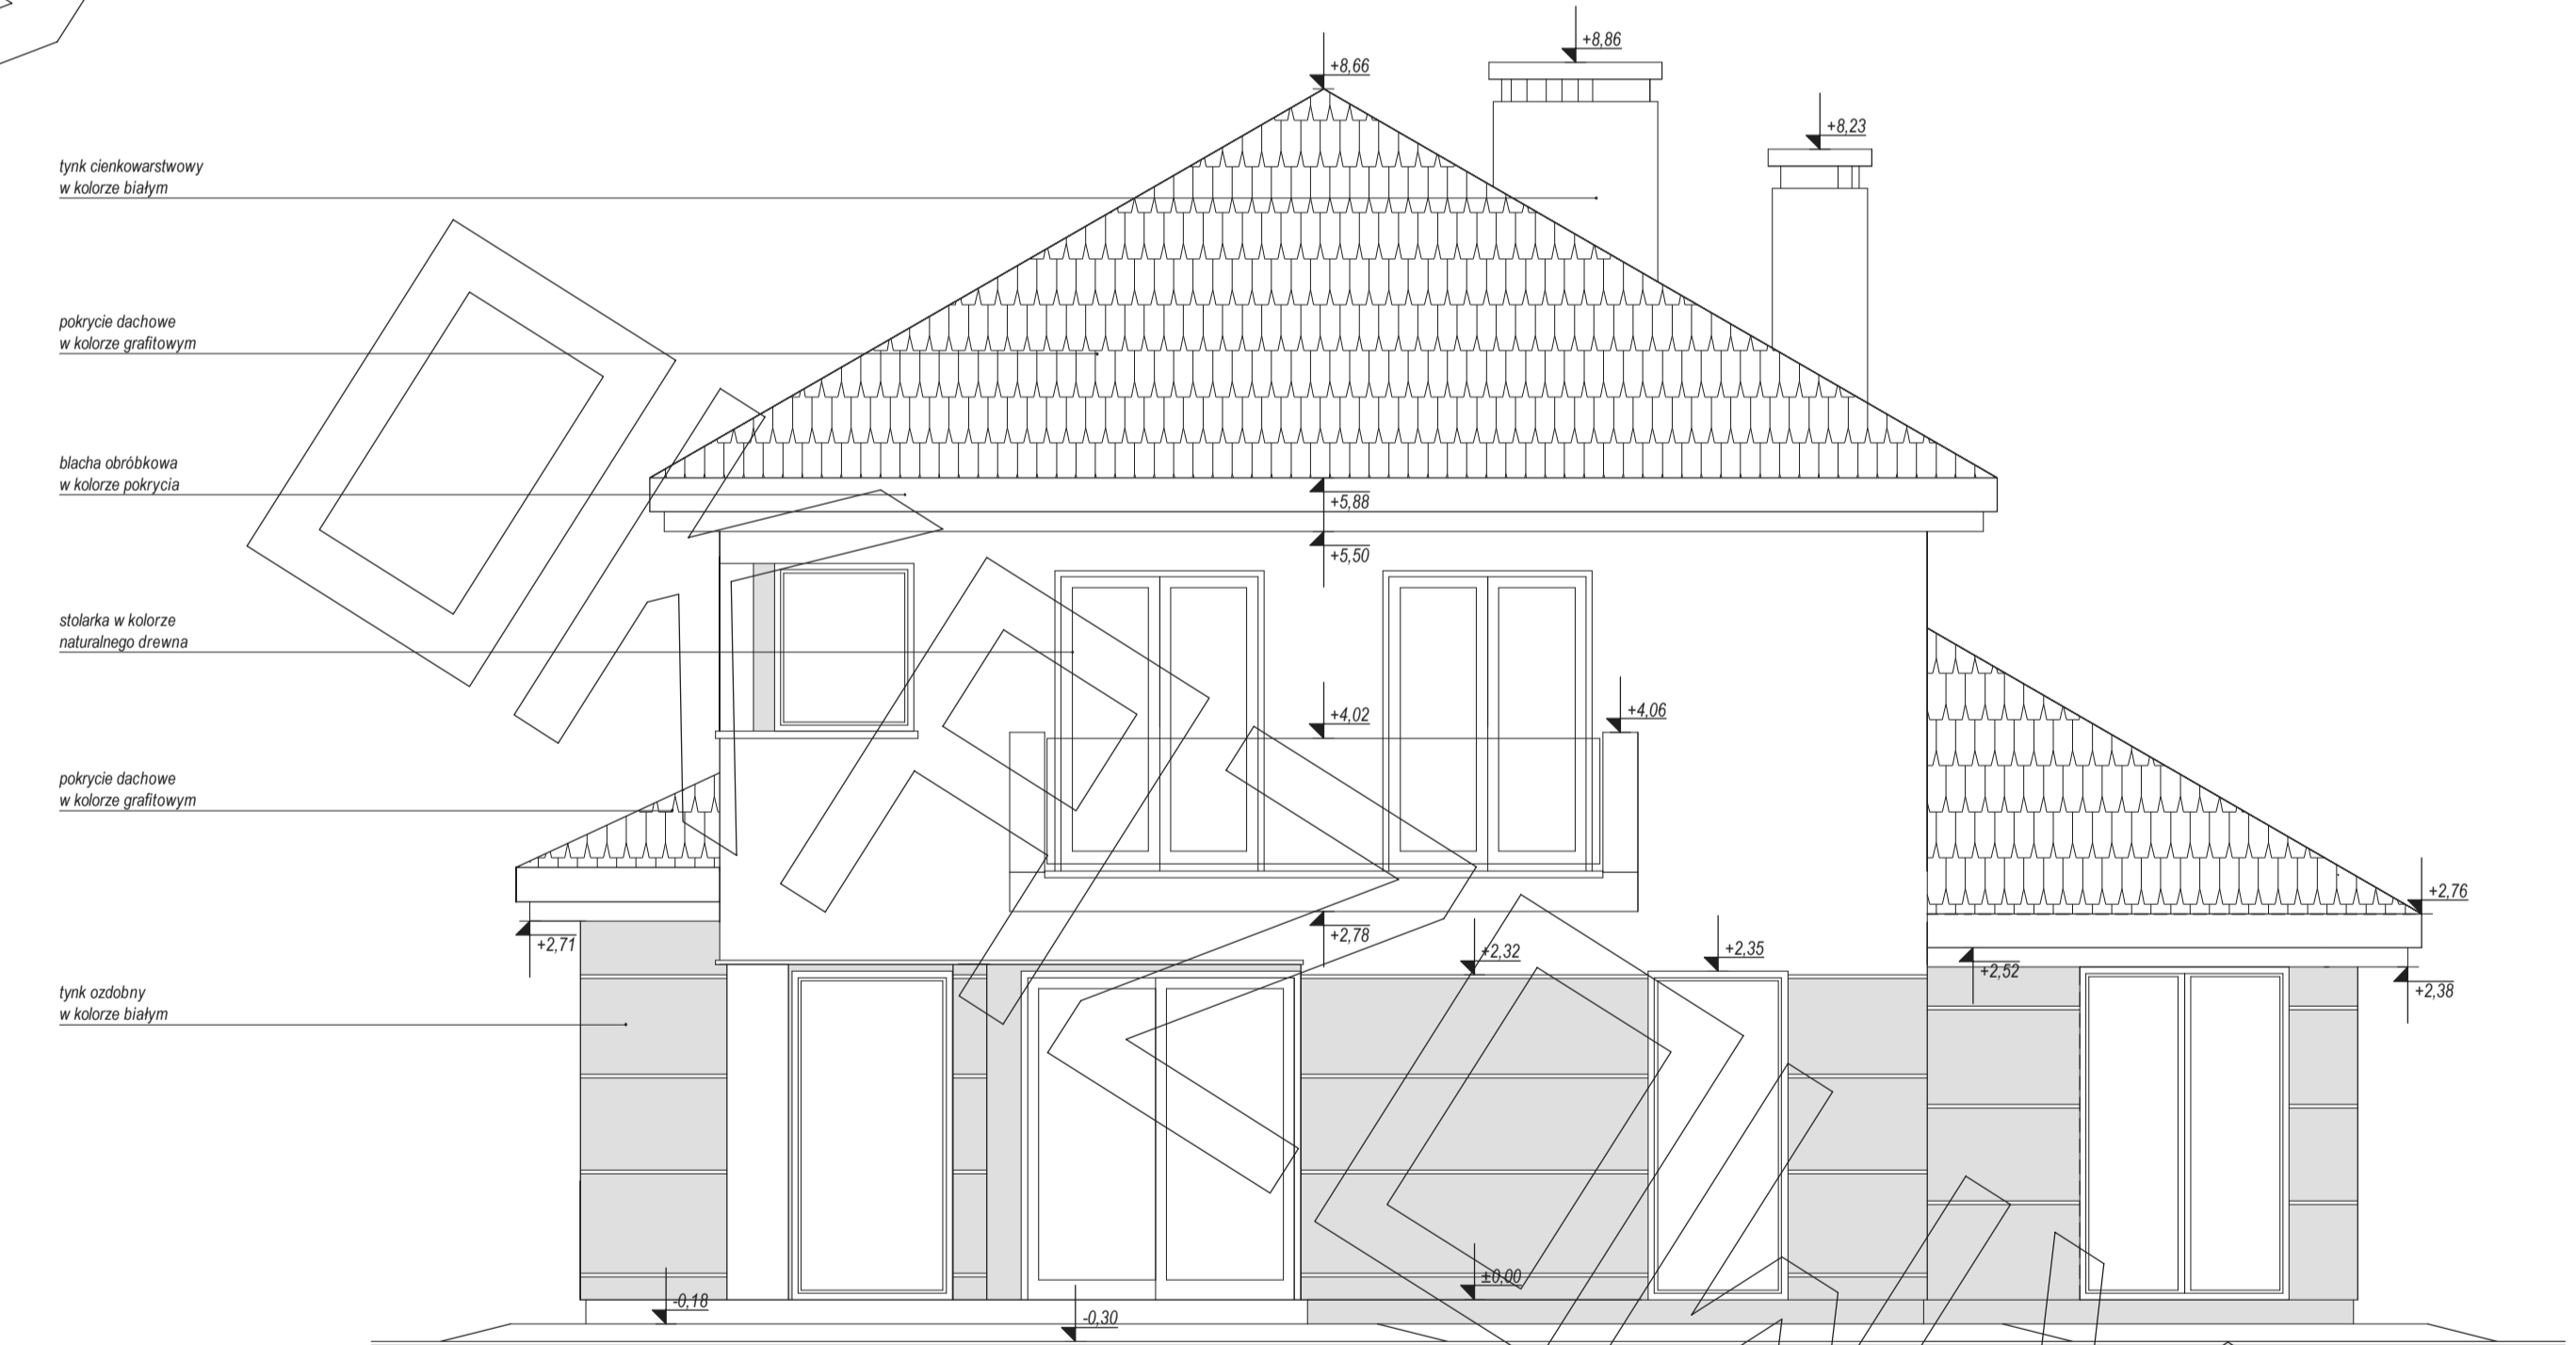 +8,86
+8,66
+8,23
tynk cienkowarstwowy
w kolorze białym
pokrycie dachowe
w kolorze grafitowym
blacha obróbkowa
w kolorze pokrycia
+5,88
+5,50
stolarka w kolorze
naturalnego drewna
+4,02
+4,06
pokrycie dachowe
w kolorze grafitowym
+2,76
+2,71
+2,78
+2,32
+2,35
+2,52
+2,38
tynk ozdobny
w kolorze białym
±0,00
-0,18
-0,30